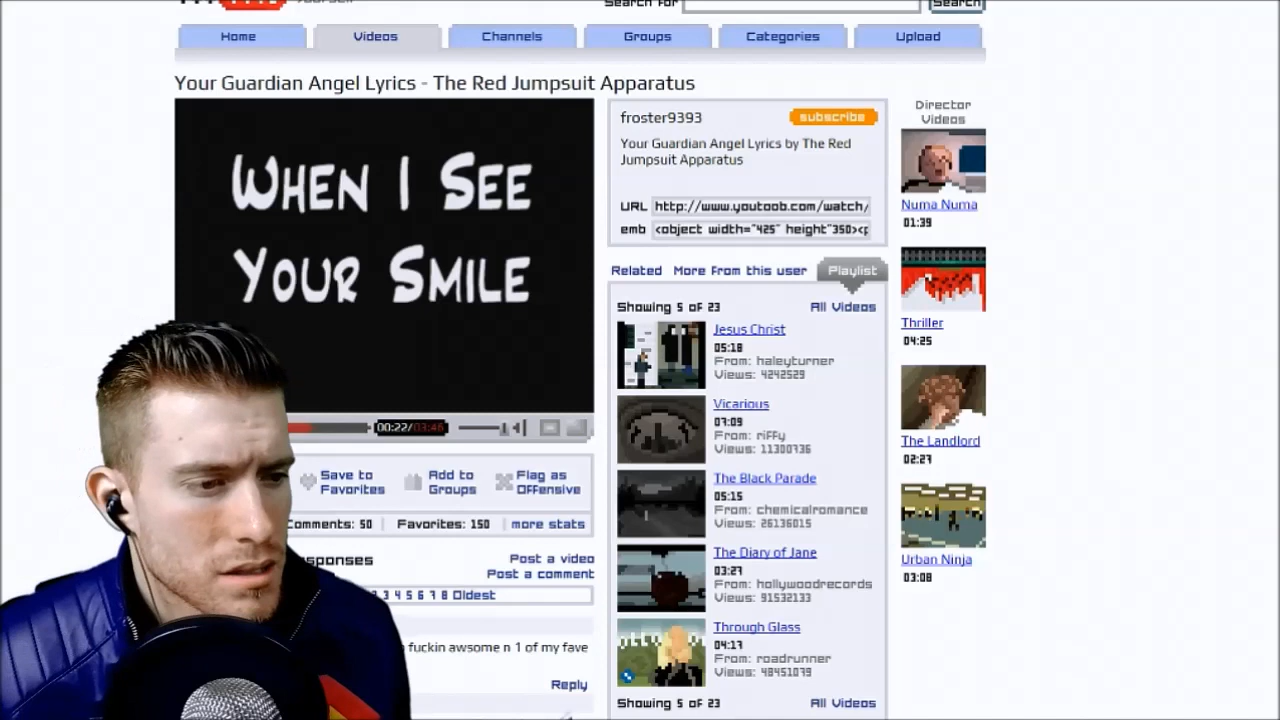 yourself
Search for
Search
Home
Videos
Channels
Groups
Categories
Upload
Your Guardian Angel Lyrics - The Red Jumpsuit Apparatus
WHEN I SEE
YOUR SMILE
00:22/03:46
Save to
Favorites
Add to
Groups
Flag as
Offensive
Comments: 50
Favorites: 150
more stats
Post a video
Post a comment
3 4 5 6 7 8 Oldest
fuckin awsome n 1 of my fave
Reply
froster9393
subscribe
Your Guardian Angel Lyrics by The Red
Jumpsuit Apparatus
URL http://www.youtoob.com/watch/
emb <object width="425" height"350><p
Related
More from this user
Playlist
Showing 5 of 23
All Videos
Jesus Christ
05:18
From: haleyturner
Views: 4242529
Vicarious
07:09
From: riffy
Views: 11300736
The Black Parade
05:15
From: chemicalromance
Views: 26136015
The Diary of Jane
03:27
From: hollywoodrecords
Views: 91532133
Through Glass
04:17
From: roadrunner
Views: 48451079
Showing 5 of 23
All Videos
Director
Videos
Numa Numa
01:39
Thriller
04:25
The Landlord
02:27
Urban Ninja
03:08